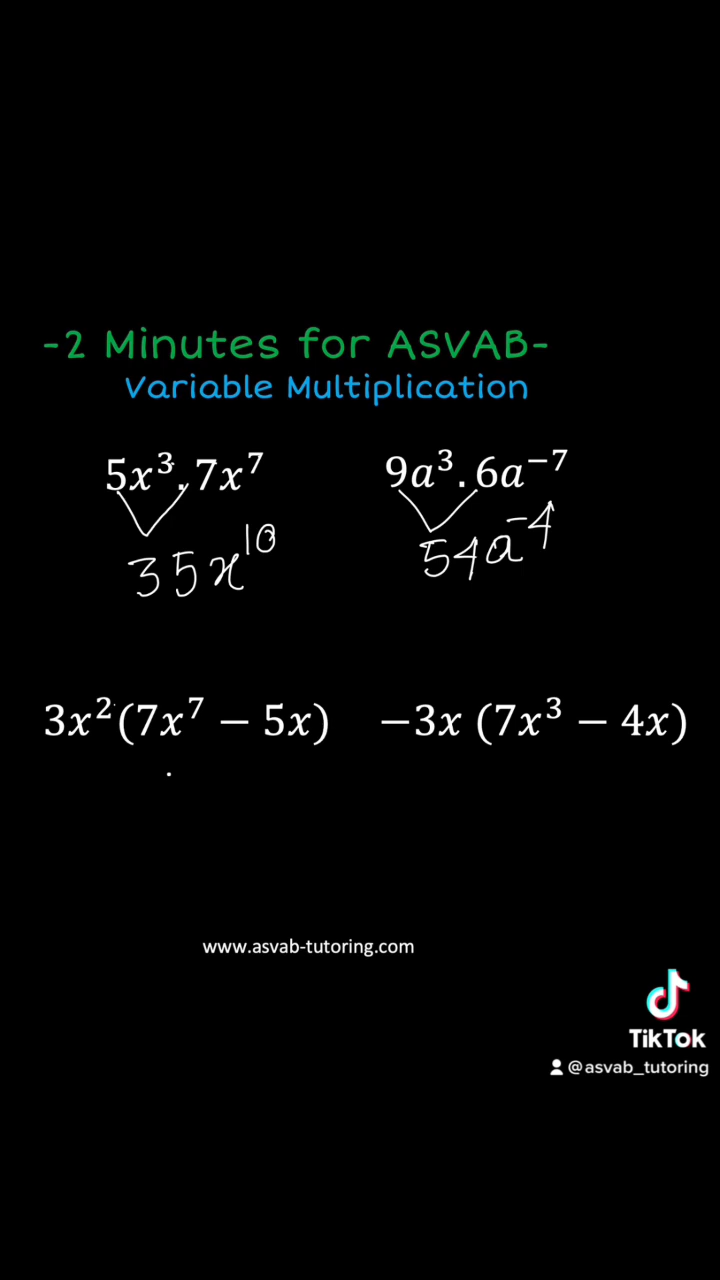 -2 Minutes for ASVAB-
Variable Multiplication
5x³.7x⁷
9a³.6a⁻⁷
35x¹⁰
54a⁻⁴
3x²(7x⁷ − 5x)
−3x (7x³ − 4x)
www.asvab-tutoring.com
TikTok
@asvab_tutoring